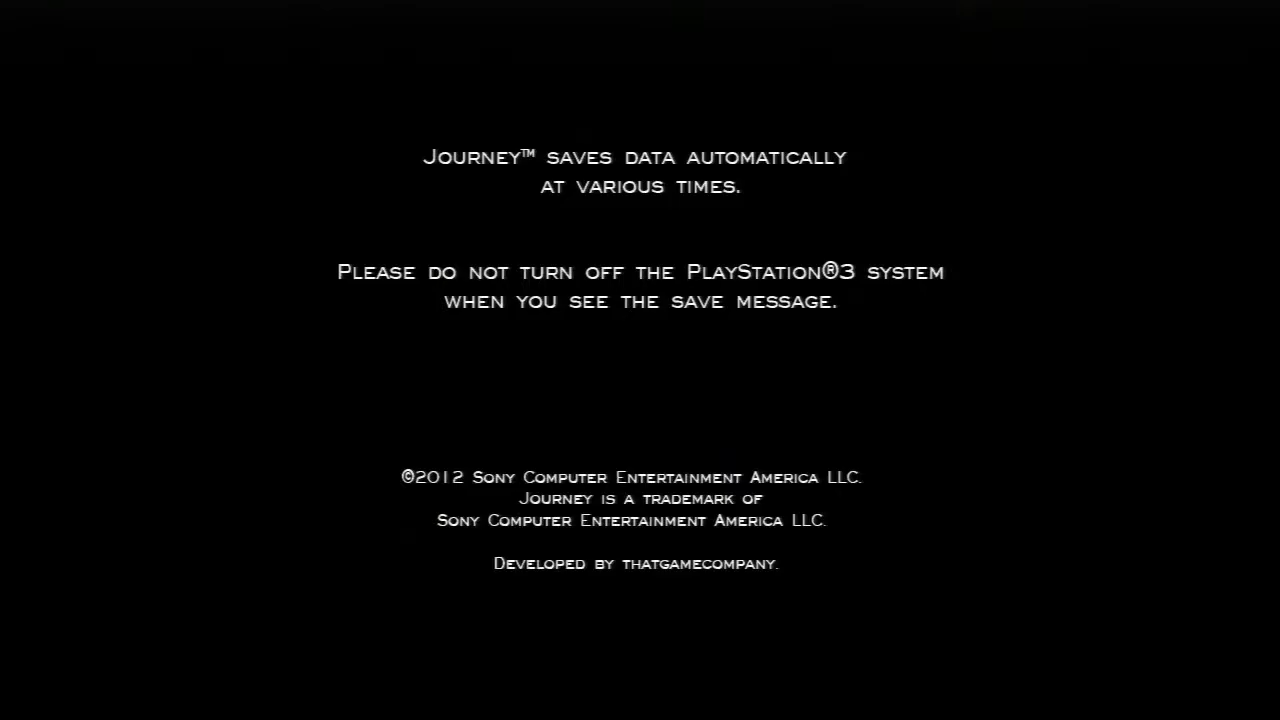 Journey™ saves data automatically
at various times.
Please do not turn off the PlayStation®3 system
when you see the save message.
©2012 Sony Computer Entertainment America LLC.
Journey is a trademark of
Sony Computer Entertainment America LLC.
Developed by thatgamecompany.